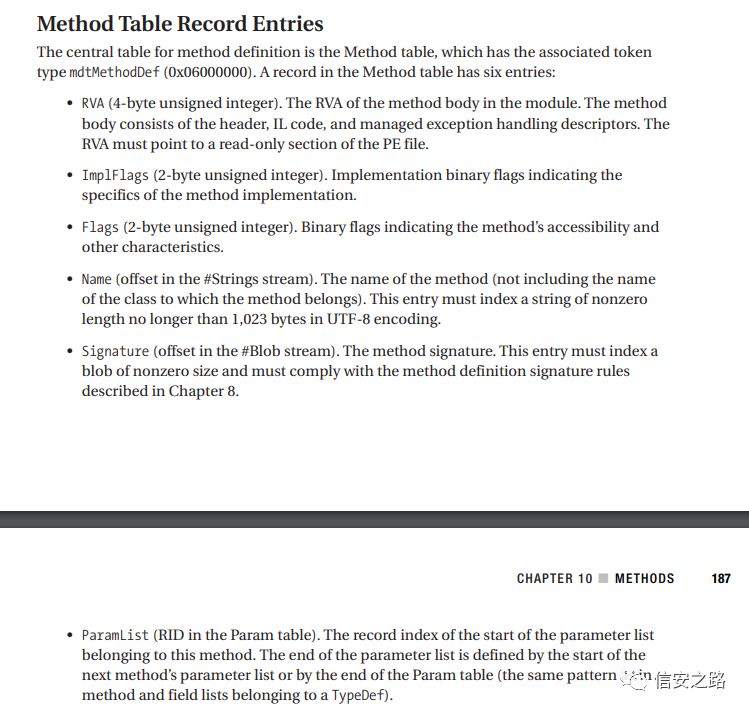 Method Table Record Entries
The central table for method definition is the Method table, which has the associated token
type mdtMethodDef (0x06000000). A record in the Method table has six entries:
• RVA (4-byte unsigned integer). The RVA of the method body in the module. The method
body consists of the header, IL code, and managed exception handling descriptors. The
RVA must point to a read-only section of the PE file.
• ImplFlags (2-byte unsigned integer). Implementation binary flags indicating the
specifics of the method implementation.
• Flags (2-byte unsigned integer). Binary flags indicating the method’s accessibility and
other characteristics.
• Name (offset in the #Strings stream). The name of the method (not including the name
of the class to which the method belongs). This entry must index a string of nonzero
length no longer than 1,023 bytes in UTF-8 encoding.
• Signature (offset in the #Blob stream). The method signature. This entry must index a
blob of nonzero size and must comply with the method definition signature rules
described in Chapter 8.
CHAPTER 10 ■ METHODS 187
• ParamList (RID in the Param table). The record index of the start of the parameter list
belonging to this method. The end of the parameter list is defined by the start of the
next method’s parameter list or by the end of the Param table (the same pattern in
method and field lists belonging to a TypeDef).
信安之路